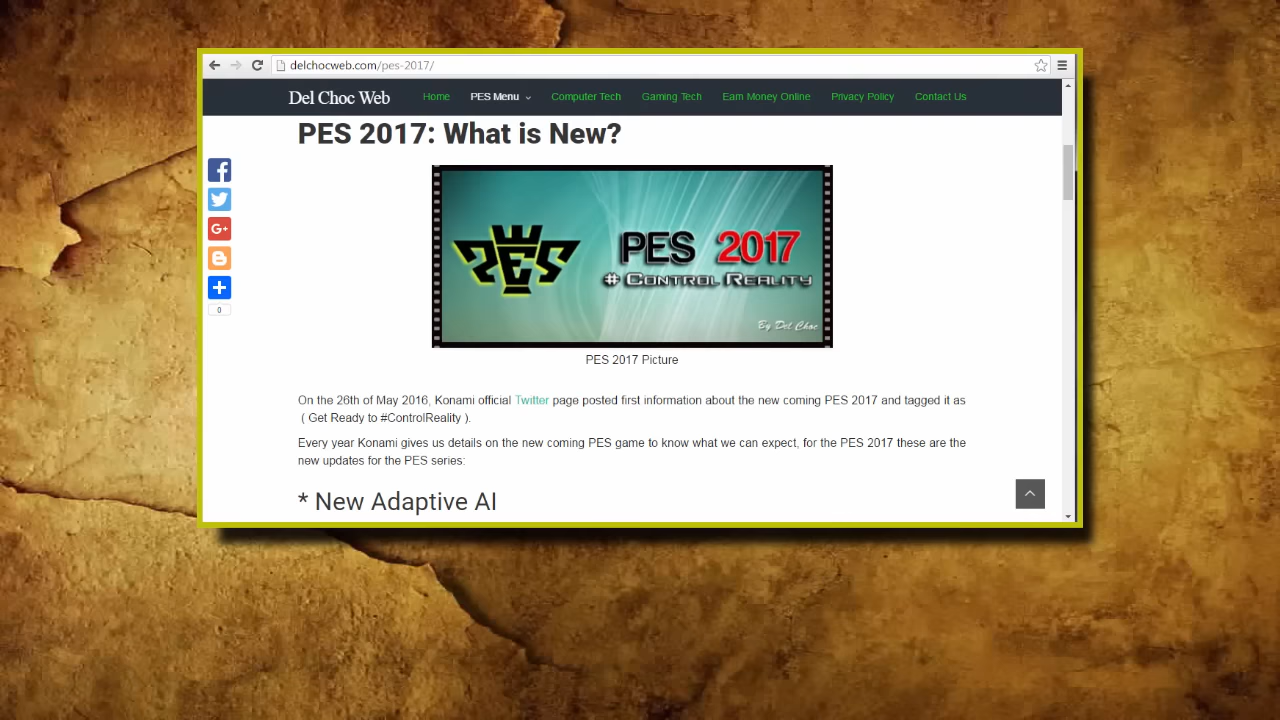 delchocweb.com/pes-2017/
Del Choc Web
Home
PES Menu
Computer Tech
Gaming Tech
Earn Money Online
Privacy Policy
Contact Us
PES 2017: What is New?
PES
PES 2017
# Control Reality
By Del Choc
PES 2017 Picture
0
On the 26th of May 2016, Konami official Twitter page posted first information about the new coming PES 2017 and tagged it as
( Get Ready to #ControlReality ).
Every year Konami gives us details on the new coming PES game to know what we can expect, for the PES 2017 these are the
new updates for the PES series:
* New Adaptive AI